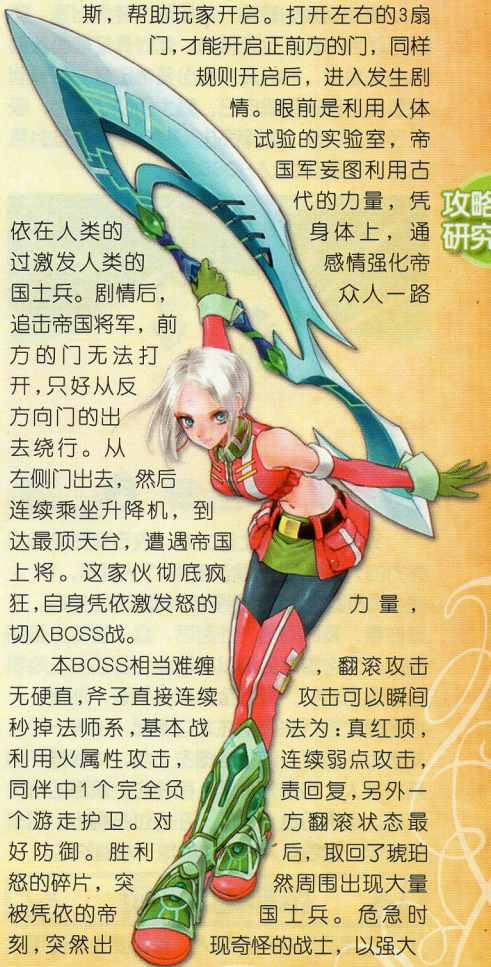 斯，帮助玩家开启。打开左右的3扇
门，才能开启正前方的门，同样
规则开启后，进入发生剧
情。眼前是利用人体
试验的实验室，帝
国军妄图利用古
代的力量，凭
依在人类的身体上，通
过激发人类的感情强化帝
国士兵。剧情后，众人一路
追击帝国将军，前
方的门无法打
开，只好从反
方向门的出
去绕行。从
左侧门出去，然后
连续乘坐升降机，到
达最顶天台，遭遇帝国
上将。这家伙彻底疯
狂，自身凭依激发怒的力量，
切入BOSS战。
本BOSS相当难缠，翻滚攻击
无硬直，斧子直接连续攻击可以瞬间
秒掉法师系，基本战法为：真红顶，
利用火属性攻击，连续弱点攻击，
同伴中1个完全负责回复，另外一
个游走护卫。对方翻滚状态最
好防御。胜利后，取回了琥珀
怒的碎片，突然周围出现大量
被凭依的帝国士兵。危急时
刻，突然出现奇怪的战士，以强大
攻略
研究